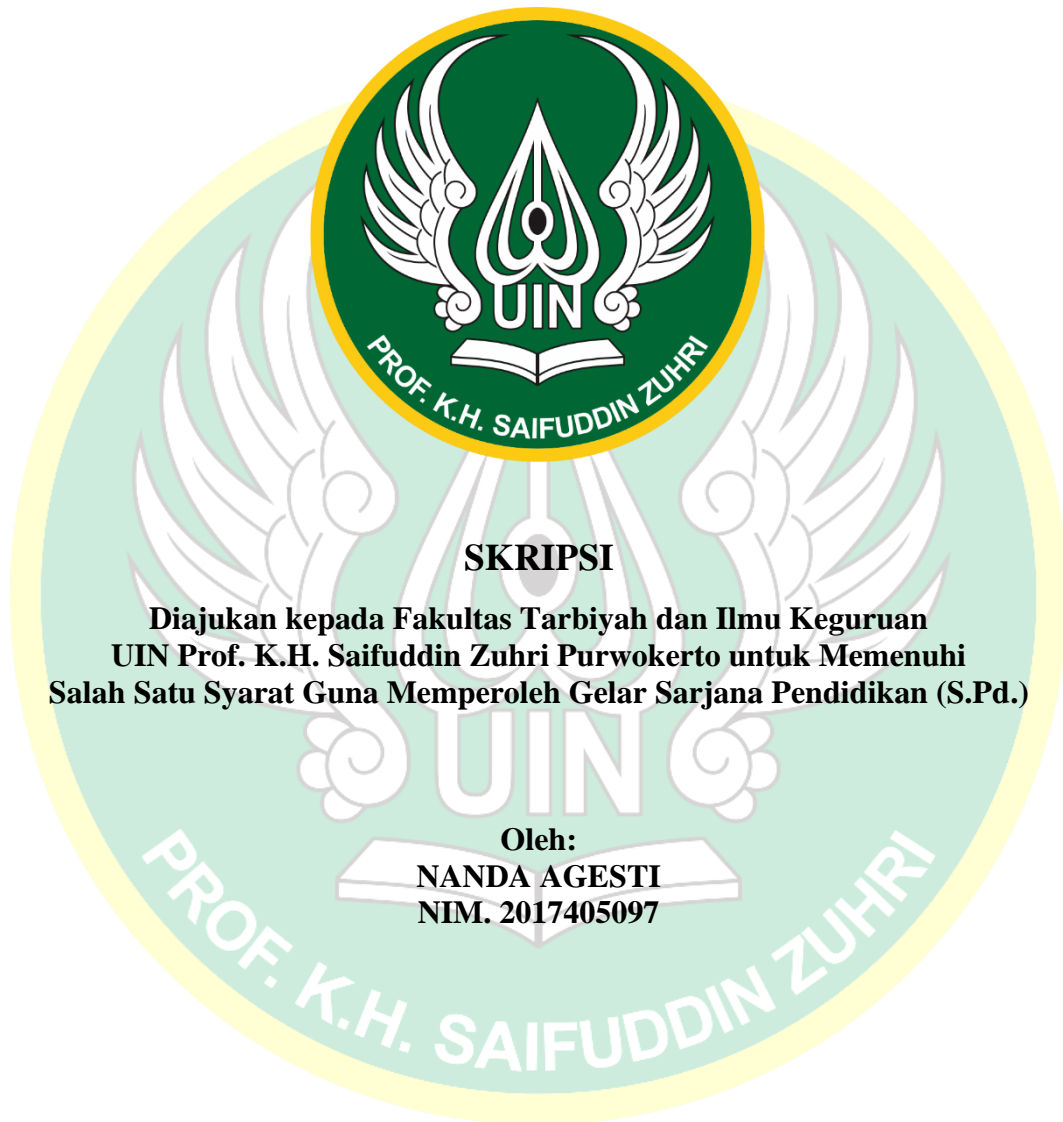 UIN
PROF. K.H. SAIFUDDIN ZUHRI
SKRIPSI
Diajukan kepada Fakultas Tarbiyah dan Ilmu Keguruan
UIN Prof. K.H. Saifuddin Zuhri Purwokerto untuk Memenuhi
Salah Satu Syarat Guna Memperoleh Gelar Sarjana Pendidikan (S.Pd.)
UIN
Oleh:
NANDA AGESTI
NIM. 2017405097
PROF. K.H. SAIFUDDIN ZUHRI